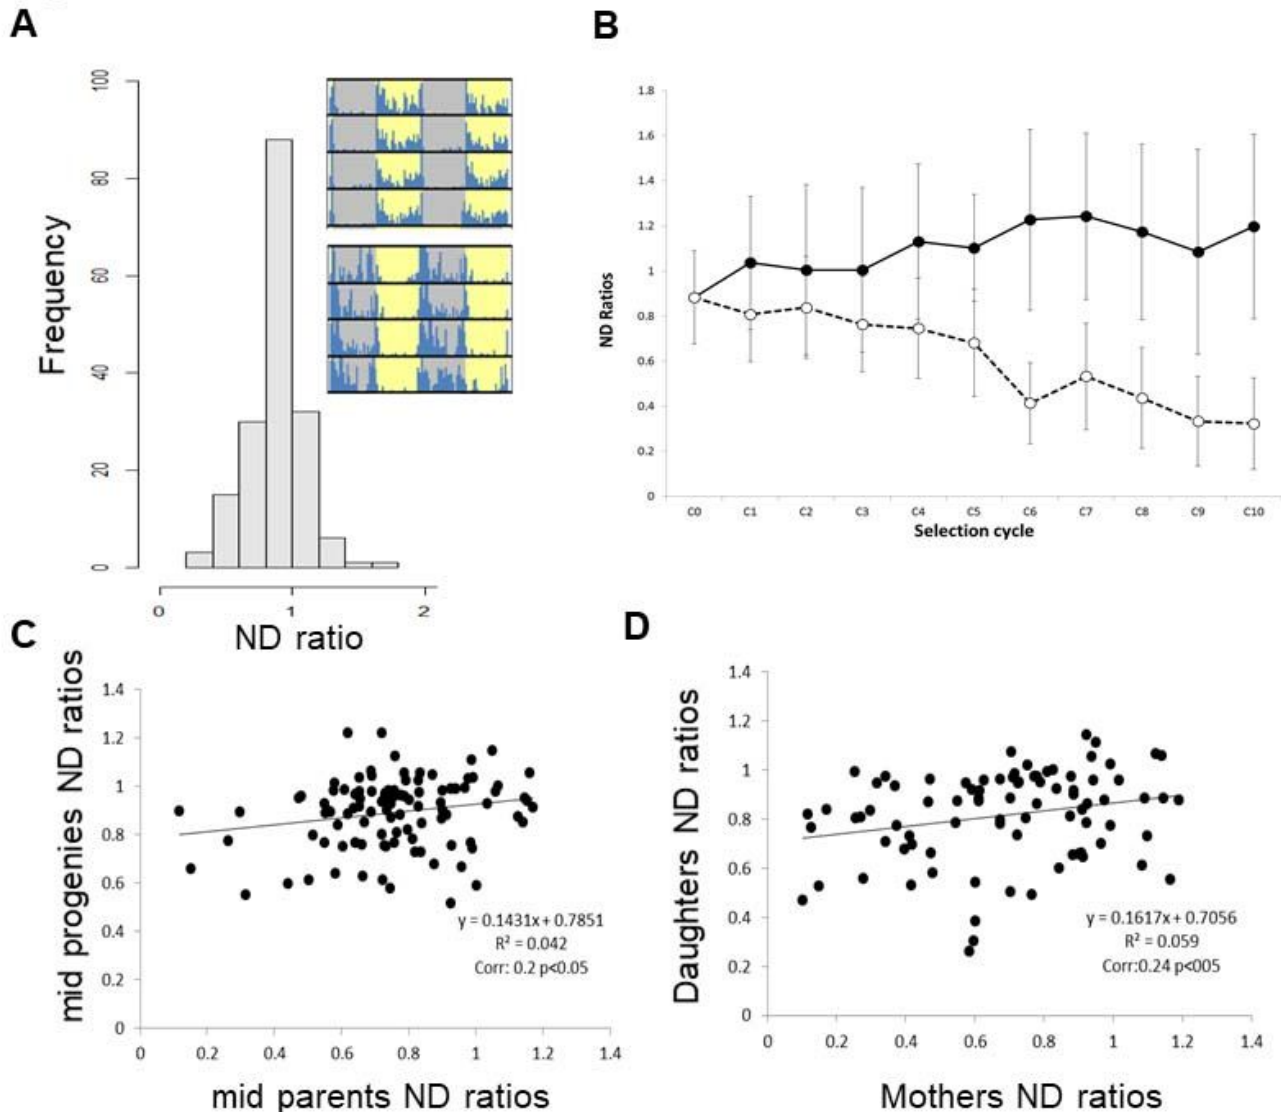 A
Frequency
100
80
60
40
20
0
0 1 2
ND ratio
B
ND Ratios
1.8
1.6
1.4
1.2
1
0.8
0.6
0.4
0.2
0
C0 C1 C2 C3 C4 C5 C6 C7 C8 C9 C10
Selection cycle
C
mid progenies ND ratios
1.4
1.2
1
0.8
0.6
0.4
0.2
0
y = 0.1431x + 0.7851
R² = 0.042
Corr: 0.2 p<0.05
0 0.2 0.4 0.6 0.8 1 1.2 1.4
mid parents ND ratios
D
Daughters ND ratios
1.4
1.2
1
0.8
0.6
0.4
0.2
0
y = 0.1617x + 0.7056
R² = 0.059
Corr:0.24 p<005
0 0.2 0.4 0.6 0.8 1 1.2 1.4
Mothers ND ratios